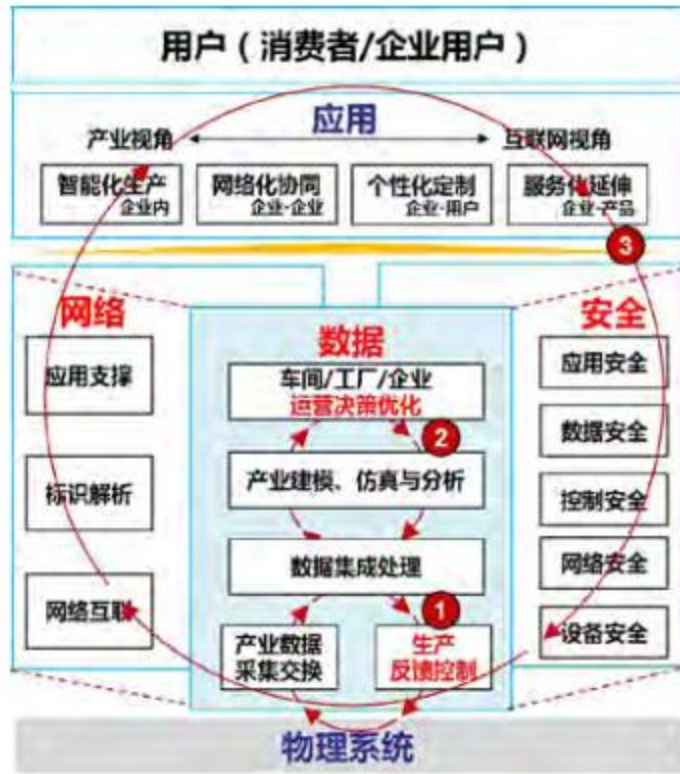 用户（消费者/企业用户）
应用
产业视角
互联网视角
智能化生产
企业内
网络化协同
企业-企业
个性化定制
企业-用户
服务化延伸
企业-产品
3
网络
应用支撑
标识解析
网络互联
数据
车间/工厂/企业
运营决策优化
2
产业建模、仿真与分析
数据集成处理
1
产业数据
采集交换
生产
反馈控制
安全
应用安全
数据安全
控制安全
网络安全
设备安全
物理系统